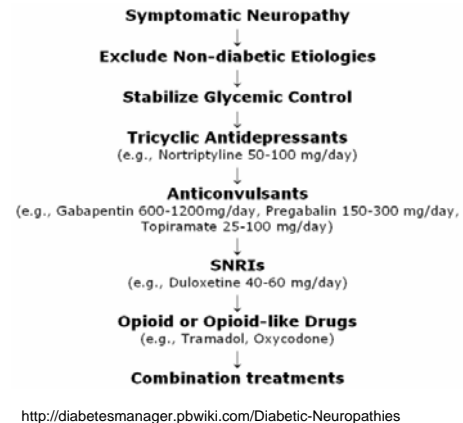 Symptomatic Neuropathy
↓
Exclude Non-diabetic Etiologies
↓
Stabilize Glycemic Control
↓
Tricyclic Antidepressants
(e.g., Nortriptyline 50-100 mg/day)
↓
Anticonvulsants
(e.g., Gabapentin 600-1200mg/day, Pregabalin 150-300 mg/day,
Topiramate 25-100 mg/day)
↓
SNRIs
(e.g., Duloxetine 40-60 mg/day)
↓
Opioid or Opioid-like Drugs
(e.g., Tramadol, Oxycodone)
↓
Combination treatments
http://diabetesmanager.pbwiki.com/Diabetic-Neuropathies